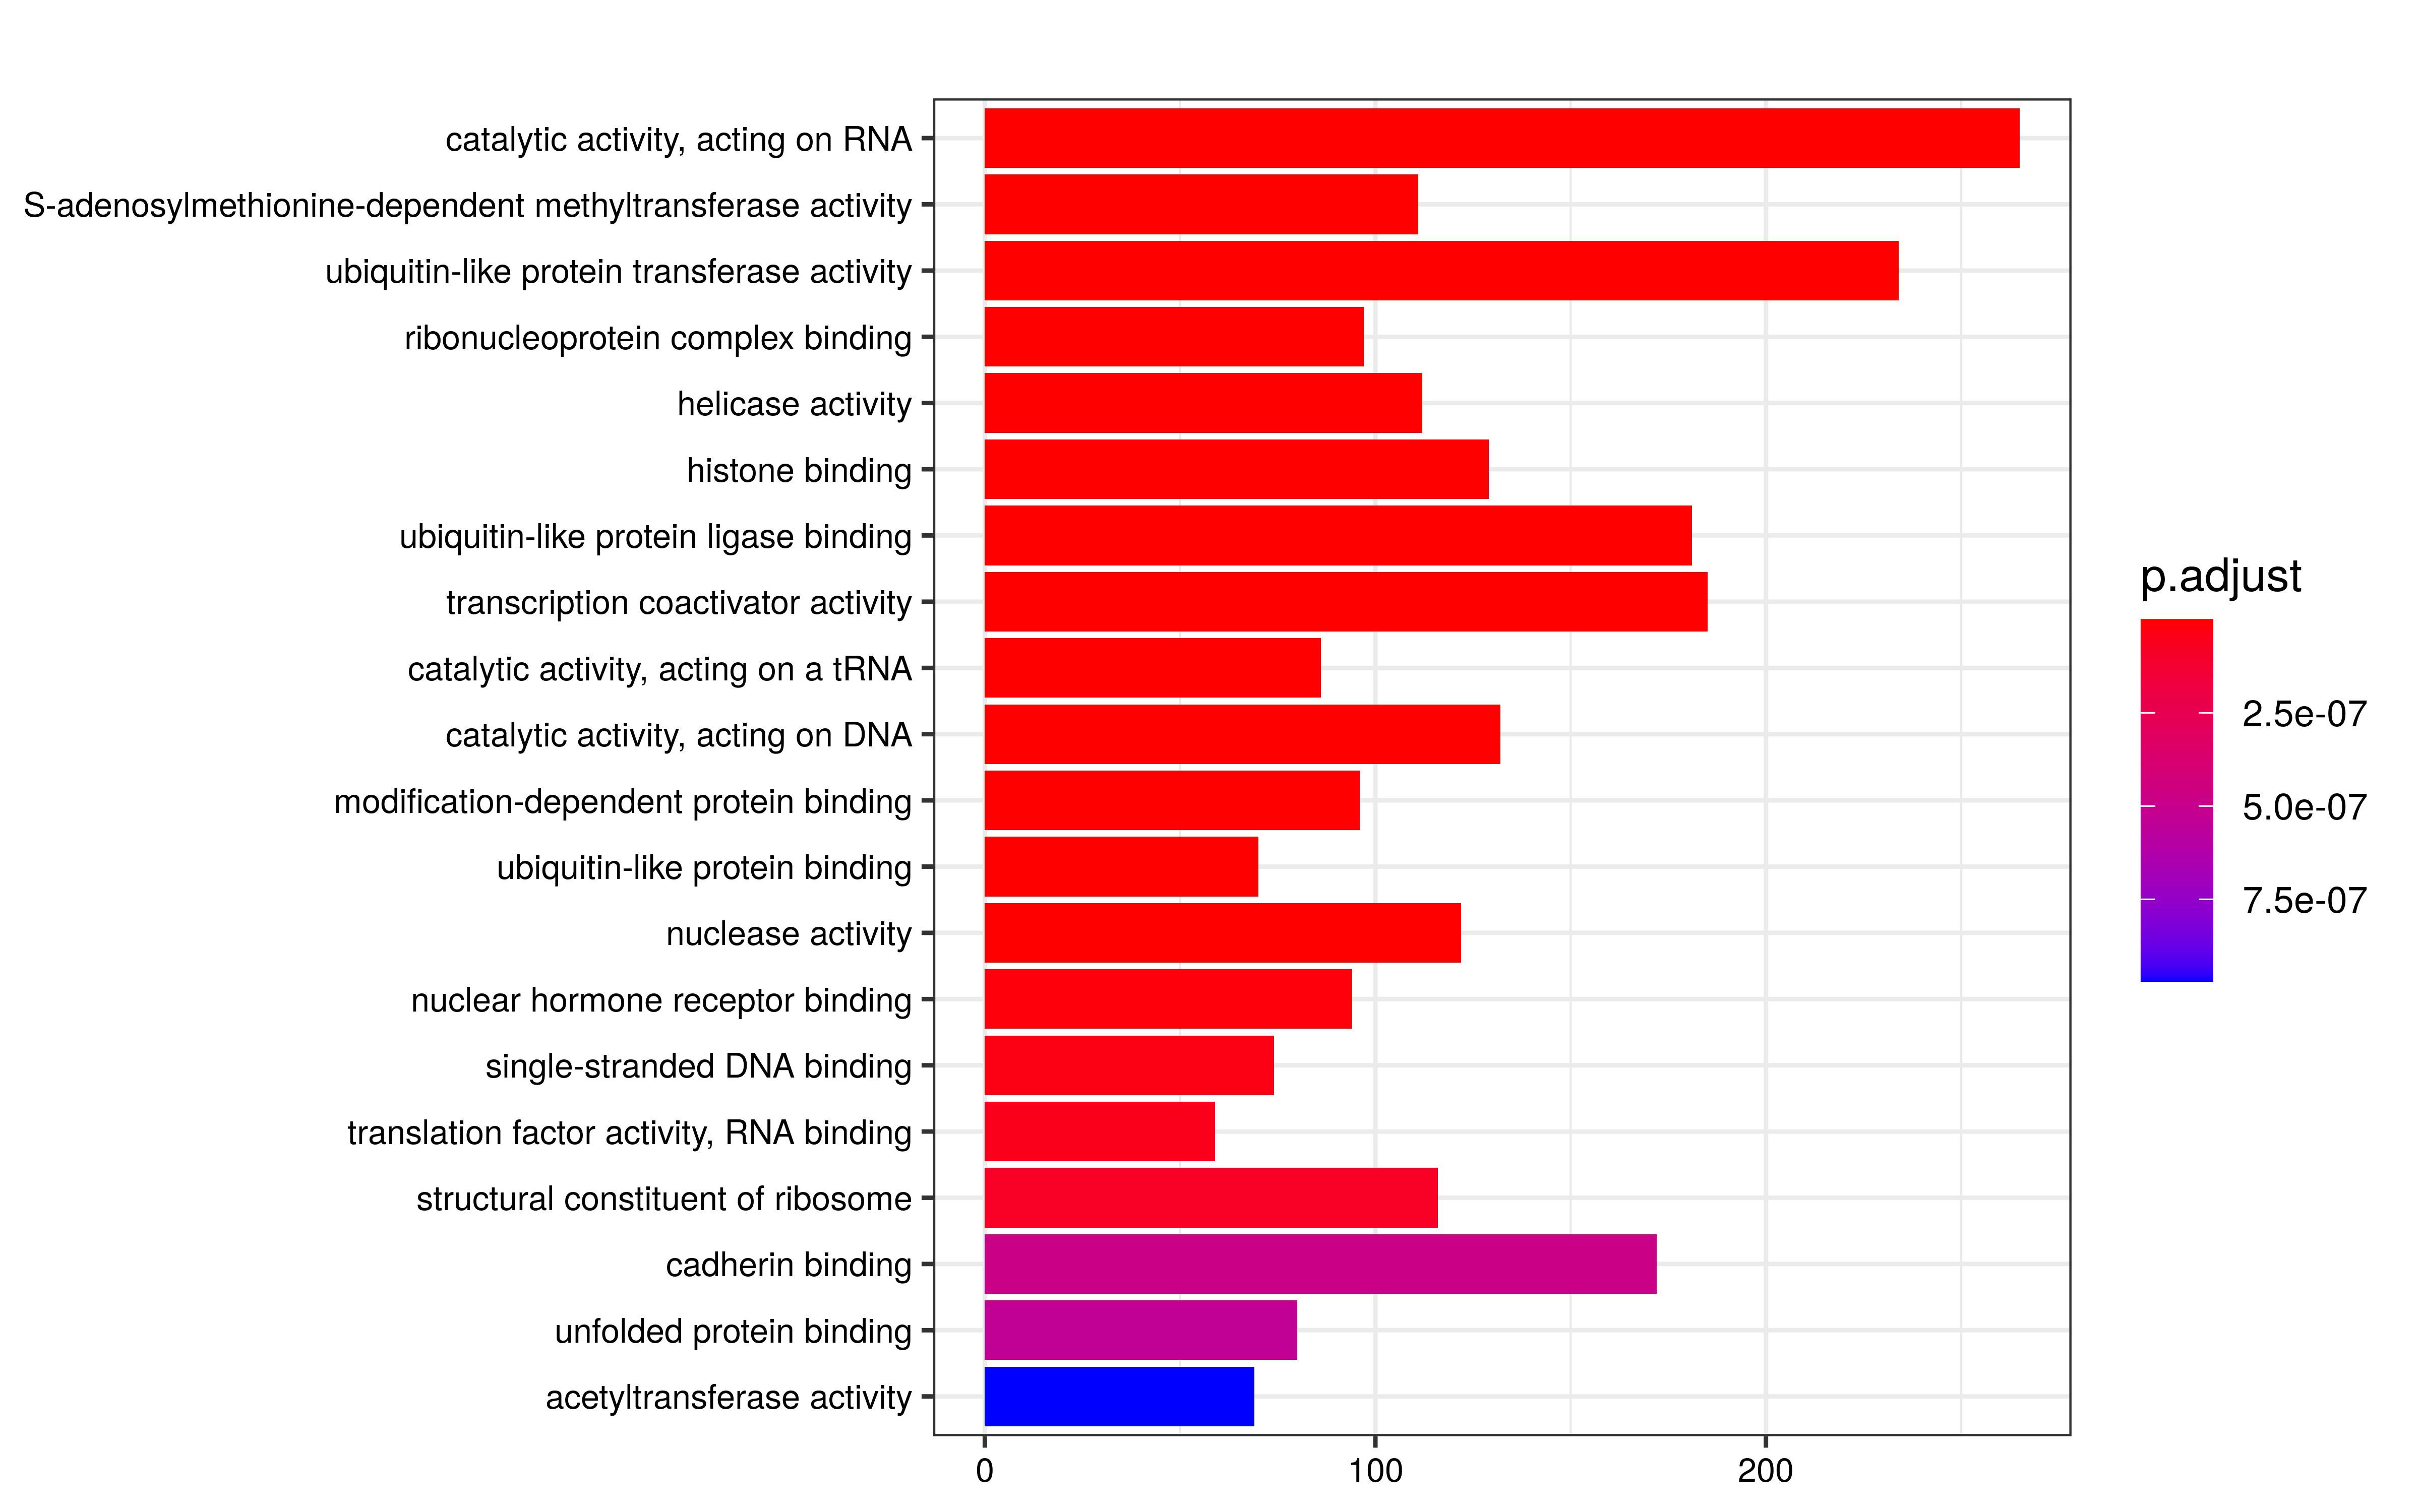 catalytic activity, acting on RNA
S-adenosylmethionine-dependent methyltransferase activity
ubiquitin-like protein transferase activity
ribonucleoprotein complex binding
helicase activity
histone binding
ubiquitin-like protein ligase binding
transcription coactivator activity
catalytic activity, acting on a tRNA
catalytic activity, acting on DNA
modification-dependent protein binding
ubiquitin-like protein binding
nuclease activity
nuclear hormone receptor binding
single-stranded DNA binding
translation factor activity, RNA binding
structural constituent of ribosome
cadherin binding
unfolded protein binding
acetyltransferase activity
0 100 200
p.adjust
2.5e-07
5.0e-07
7.5e-07